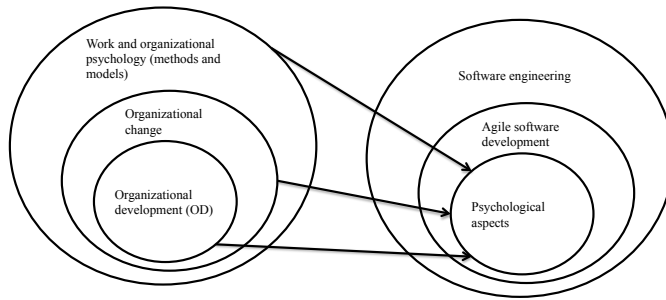 Work and organizational
psychology (methods and
models)
Organizational
change
Organizational
development (OD)
Software engineering
Agile software
development
Psychological
aspects